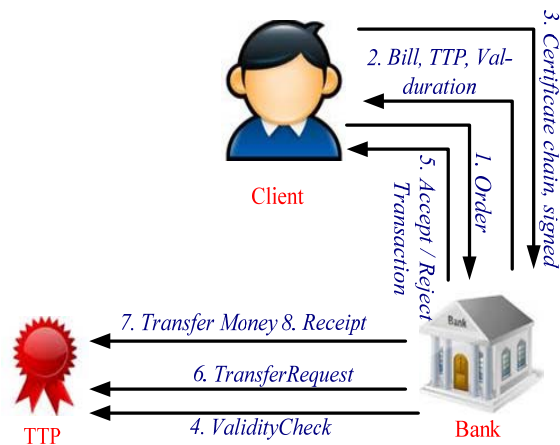 3. Certificate chain, signed
2. Bill, TTP, Val-
duration
1. Order
5. Accept / Reject
Transaction
Client
Bank
7. Transfer Money 8. Receipt
6. TransferRequest
4. ValidityCheck
TTP
Bank